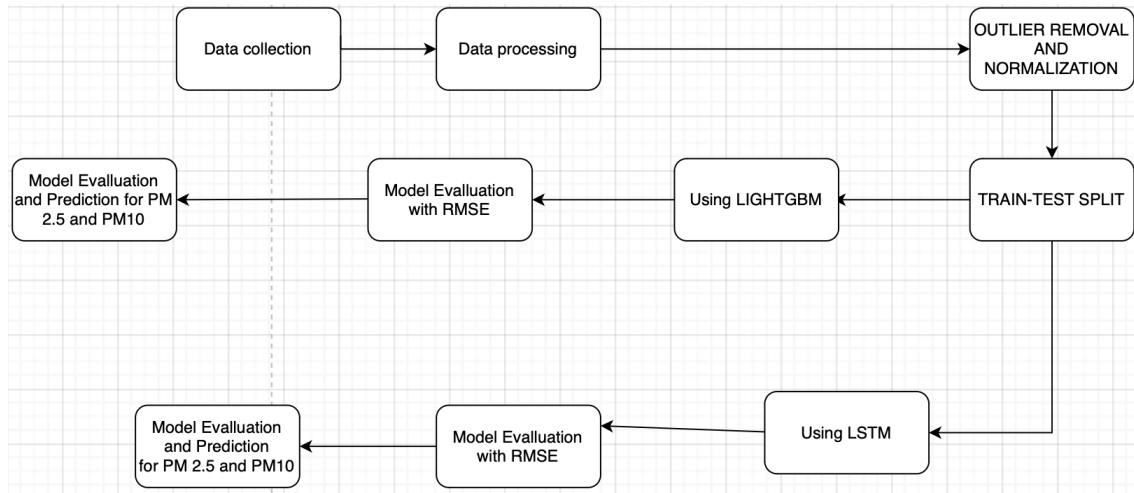 Data collection
Data processing
OUTLIER REMOVAL
AND
NORMALIZATION
Model Evalluation
and Prediction for PM
2.5 and PM10
Model Evalluation
with RMSE
Using LIGHTGBM
TRAIN-TEST SPLIT
Model Evalluation
and Prediction
for PM 2.5 and PM10
Model Evalluation
with RMSE
Using LSTM